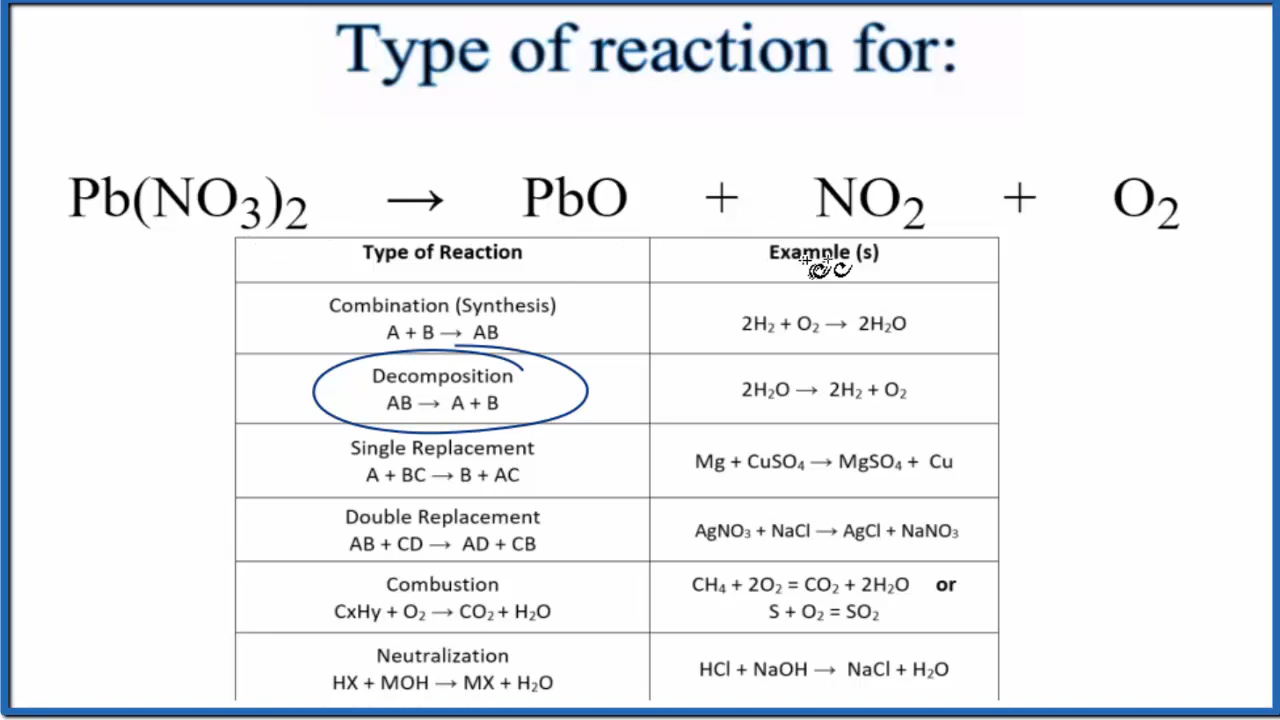 Type of reaction for:
Pb(NO₃)₂ → PbO + NO₂ + O₂
Type of Reaction Example (s)
Combination (Synthesis)
A + B → AB
2H₂ + O₂ → 2H₂O
Decomposition
AB → A + B
2H₂O → 2H₂ + O₂
Single Replacement
A + BC → B + AC
Mg + CuSO₄ → MgSO₄ + Cu
Double Replacement
AB + CD → AD + CB
AgNO₃ + NaCl → AgCl + NaNO₃
Combustion
CxHy + O₂ → CO₂ + H₂O
CH₄ + 2O₂ = CO₂ + 2H₂O or
S + O₂ = SO₂
Neutralization
HX + MOH → MX + H₂O
HCl + NaOH → NaCl + H₂O